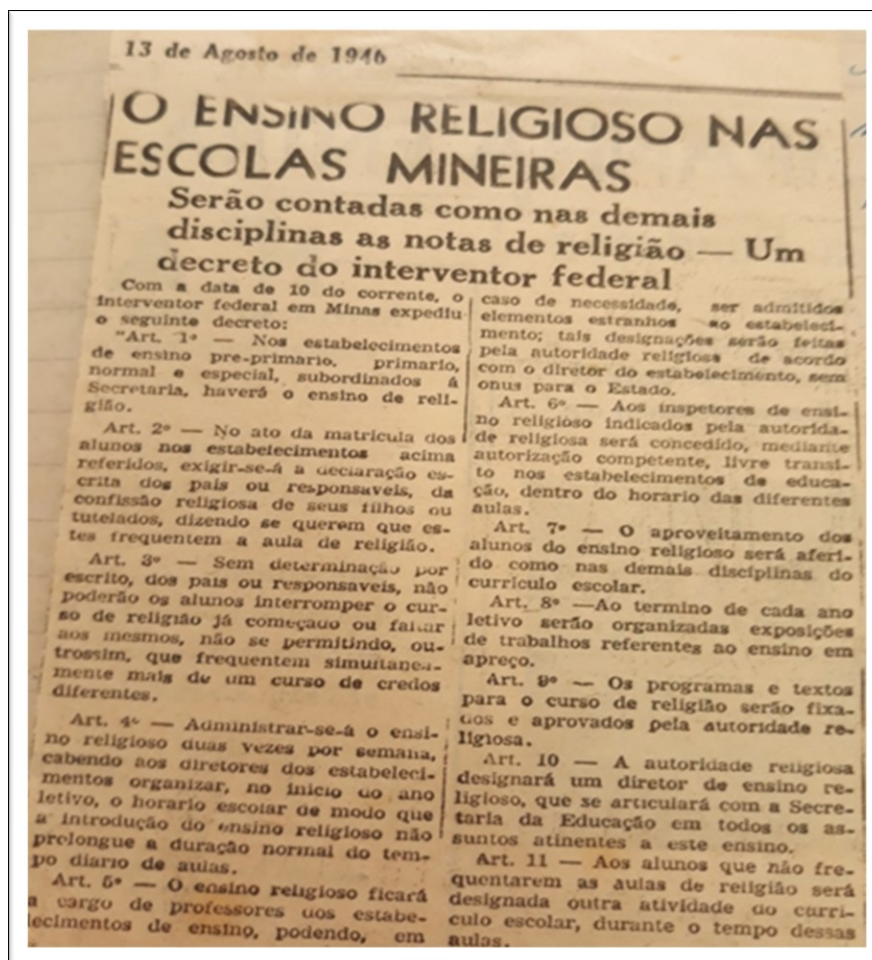 13 de Agosto de 1946
O ENSINO RELIGIOSO NAS
ESCOLAS MINEIRAS
Serão contadas como nas demais
disciplinas as notas de religião — Um
decreto do interventor federal
Com a data de 10 do corrente, o
interventor federal em Minas expediu
o seguinte decreto:
"Art. 1º — Nos estabelecimentos
de ensino pre-primario, primario,
normal e especial, subordinados á
Secretaria, haverá o ensino de reli-
gião.
Art. 2º — No ato da matricula dos
alunos nos estabelecimentos acima
referidos, exigir-se-á a declaração es-
crita dos pais ou responsaveis, da
confissão religiosa de seus filhos ou
tutelados, dizendo se querem que es-
tes frequentem a aula de religião.
Art. 3º — Sem determinação por
escrito, dos pais ou responsaveis, não
poderão os alunos interromper o cur-
so de religião já começado ou faltar
aos mesmos, não se permitindo, ou-
trossim, que frequentem simultanea-
mente mais de um curso de credos
diferentes.
Art. 4º — Administrar-se-á o ensi-
no religioso duas vezes por semana,
cabendo aos diretores dos estabeleci-
mentos organizar, no inicio do ano
letivo, o horario escolar de modo que
a introdução do ensino religioso não
prolongue a duração normal do tem-
po diario de aulas.
Art. 5º — O ensino religioso ficará
a cargo de professores dos estabe-
lecimentos de ensino, podendo, em
caso de necessidade, ser admitidos
elementos estranhos ao estabeleci-
mento; tais designações serão feitas
pela autoridade religiosa de acordo
com o diretor do estabelecimento, sem
onus para o Estado.
Art. 6º — Aos inspetores de ensi-
no religioso indicados pela autorida-
de religiosa será concedido, mediante
autorização competente, livre transi-
to nos estabelecimentos de educa-
ção, dentro do horario das diferentes
aulas.
Art. 7º — O aproveitamento dos
alunos do ensino religioso será aferi-
do como nas demais disciplinas do
curriculo escolar.
Art. 8º —Ao termino de cada ano
letivo serão organizadas exposições
de trabalhos referentes ao ensino em
apreço.
Art. 9º — Os programas e textos
para o curso de religião serão fixa-
dos e aprovados pela autoridade re-
ligiosa.
Art. 10 — A autoridade religiosa
designará um diretor de ensino re-
ligioso, que se articulará com a Secre-
taria da Educação em todos os as-
suntos atinentes a este ensino.
Art. 11 — Aos alunos que não fre-
quentarem as aulas de religião será
designada outra atividade do curri-
culo escolar, durante o tempo dessas
aulas.